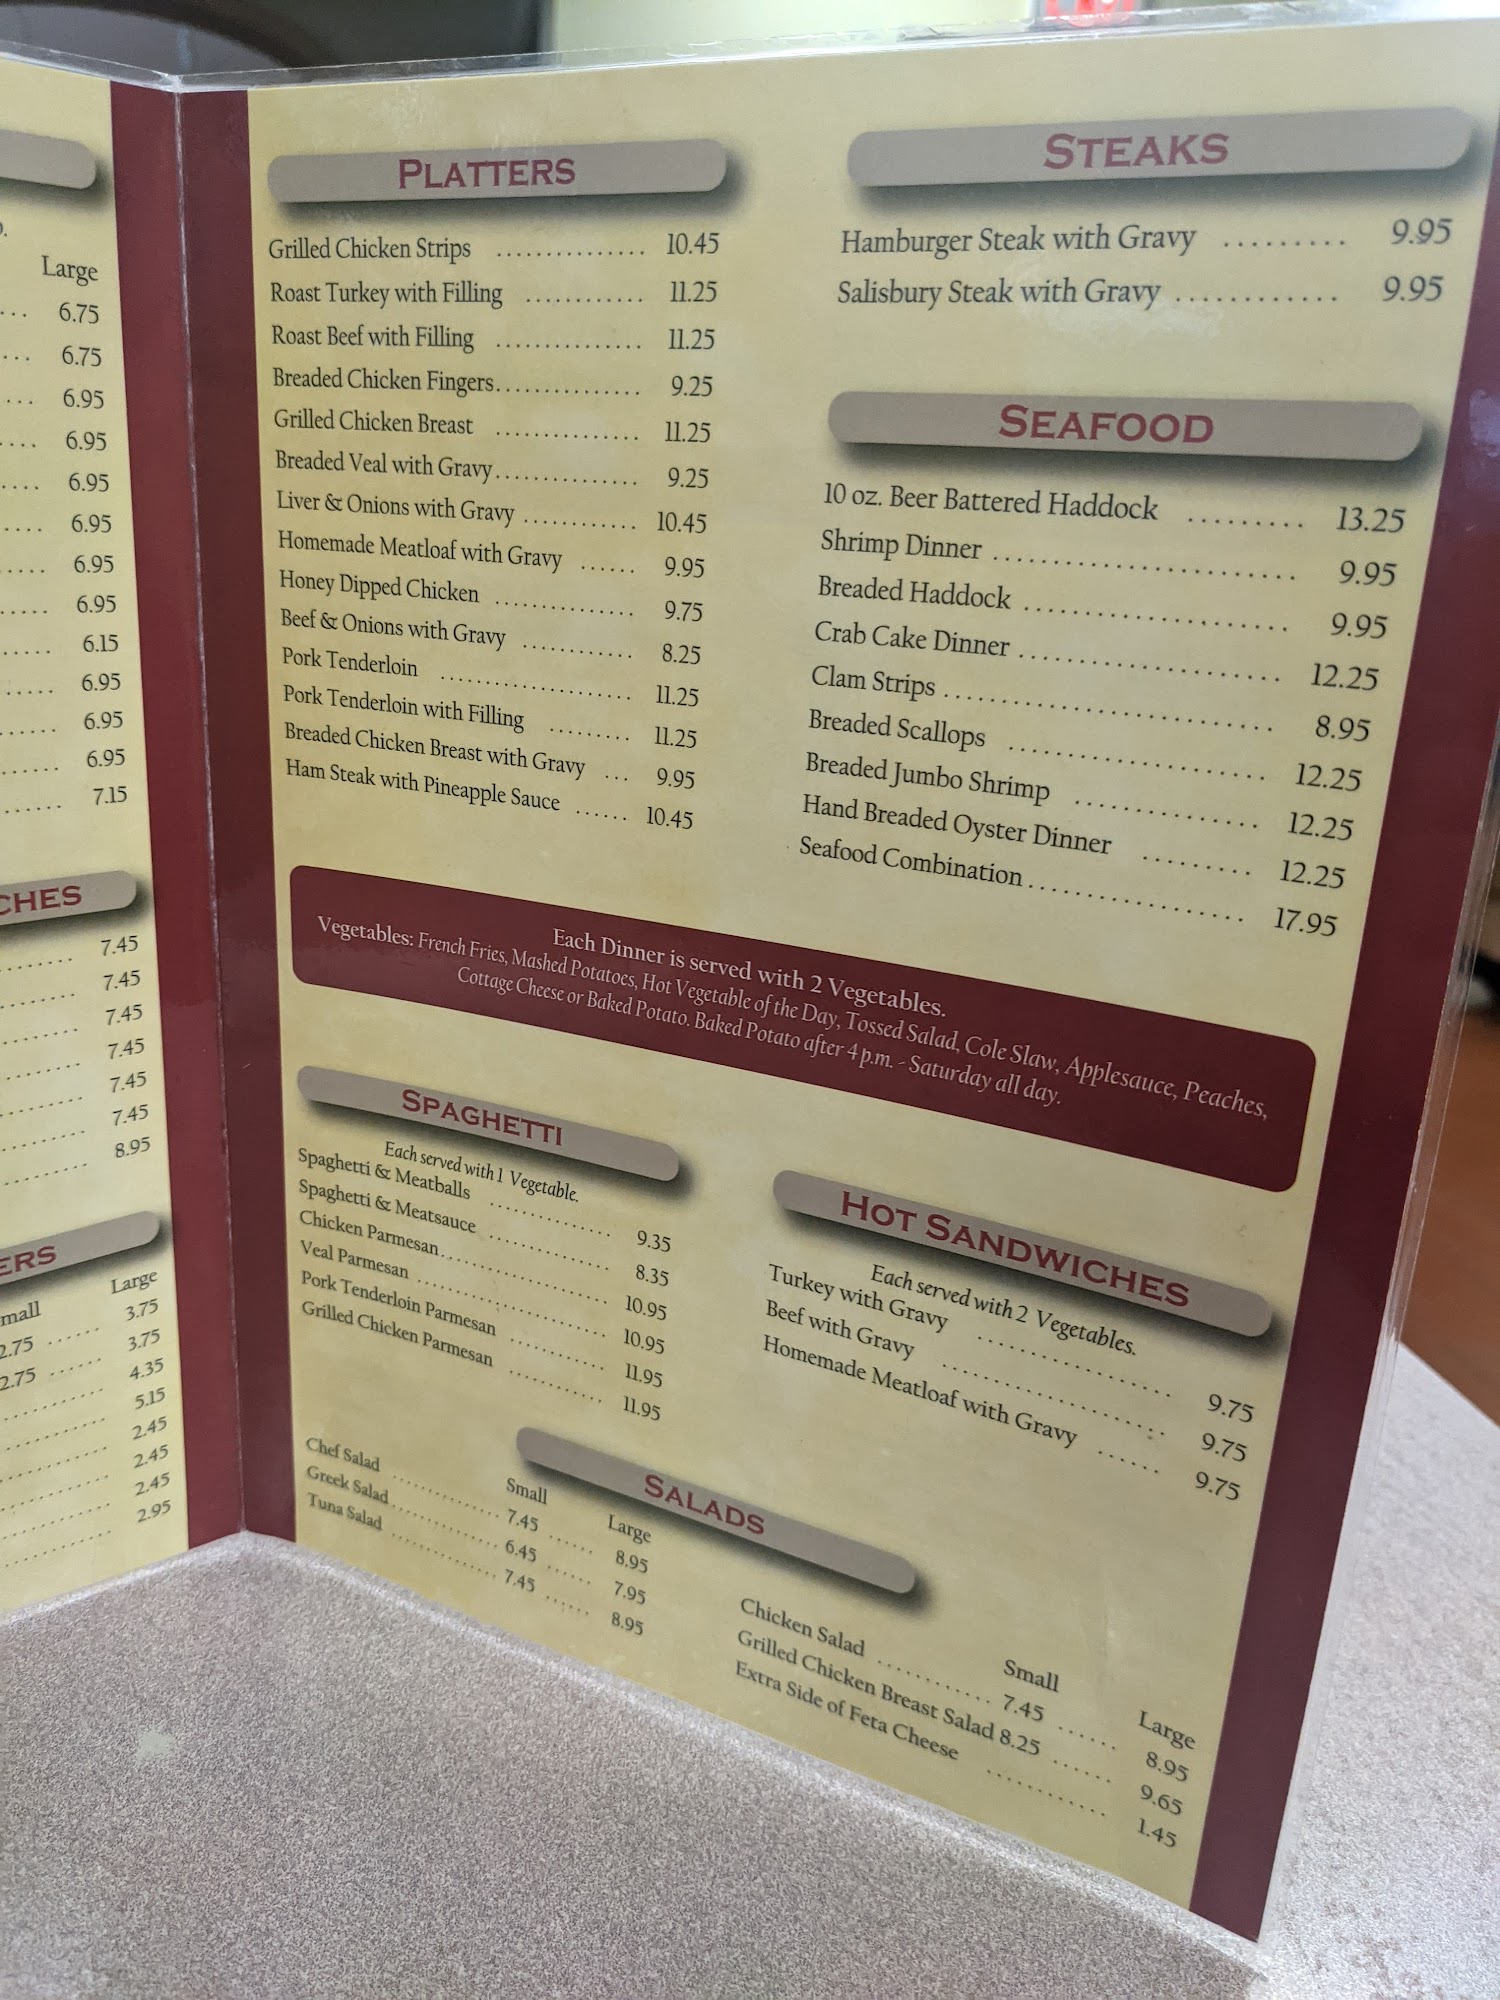 Large
6.75
6.75
6.95
6.95
6.95
6.95
6.95
6.95
6.15
6.95
6.95
6.95
7.15
CHES
7.45
7.45
7.45
7.45
7.45
7.45
8.95
ERS
mall Large
2.75 ...... 3.75
2.75 ...... 3.75
4.35
5.15
2.45
2.45
2.45
2.95
PLATTERS
Grilled Chicken Strips ............... 10.45
Roast Turkey with Filling ............ 11.25
Roast Beef with Filling ............... 11.25
Breaded Chicken Fingers............... 9.25
Grilled Chicken Breast ............... 11.25
Breaded Veal with Gravy............... 9.25
Liver & Onions with Gravy ............ 10.45
Homemade Meatloaf with Gravy ...... 9.95
Honey Dipped Chicken ............... 9.75
Beef & Onions with Gravy ............ 8.25
Pork Tenderloin .................... 11.25
Pork Tenderloin with Filling ......... 11.25
Breaded Chicken Breast with Gravy ... 9.95
Ham Steak with Pineapple Sauce ...... 10.45
STEAKS
Hamburger Steak with Gravy ......... 9.95
Salisbury Steak with Gravy ............ 9.95
SEAFOOD
10 oz. Beer Battered Haddock ......... 13.25
Shrimp Dinner ........................ 9.95
Breaded Haddock ..................... 9.95
Crab Cake Dinner ..................... 12.25
Clam Strips ........................... 8.95
Breaded Scallops ..................... 12.25
Breaded Jumbo Shrimp ............... 12.25
Hand Breaded Oyster Dinner ......... 12.25
Seafood Combination .................. 17.95
Each Dinner is served with 2 Vegetables.
Vegetables: French Fries, Mashed Potatoes, Hot Vegetable of the Day, Tossed Salad, Cole Slaw, Applesauce, Peaches,
Cottage Cheese or Baked Potato. Baked Potato after 4 p.m. - Saturday all day.
SPAGHETTI
Each served with 1 Vegetable.
Spaghetti & Meatballs ............... 9.35
Spaghetti & Meatsauce ............... 8.35
Chicken Parmesan..................... 10.95
Veal Parmesan ........................ 10.95
Pork Tenderloin Parmesan ............ 11.95
Grilled Chicken Parmesan ............ 11.95
HOT SANDWICHES
Each served with 2 Vegetables.
Turkey with Gravy ..................... 9.75
Beef with Gravy ........................ 9.75
Homemade Meatloaf with Gravy ...... 9.75
SALADS
Small Large
Chef Salad ............... 7.45 ...... 8.95
Greek Salad............... 6.45 ...... 7.95
Tuna Salad ............... 7.45 ...... 8.95
Small Large
Chicken Salad ............ 7.45 ...... 8.95
Grilled Chicken Breast Salad 8.25 ...... 9.65
Extra Side of Feta Cheese ............ 1.45